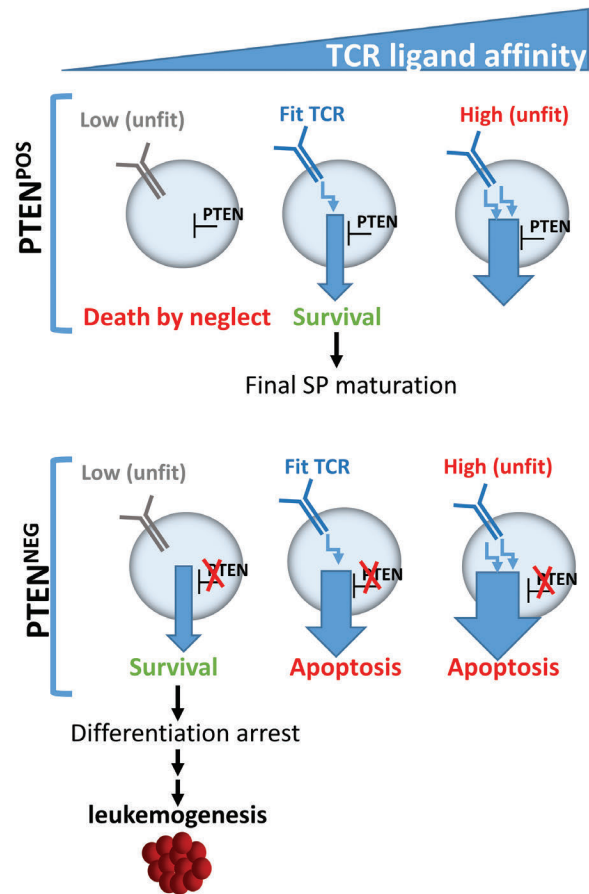 TCR ligand affinity
PTENPOS
Low (unfit)
Fit TCR
High (unfit)
PTEN
PTEN
PTEN
Death by neglect
Survival
Final SP maturation
PTENNEG
Low (unfit)
Fit TCR
High (unfit)
PTEN
PTEN
PTEN
Survival
Apoptosis
Apoptosis
Differentiation arrest
leukemogenesis